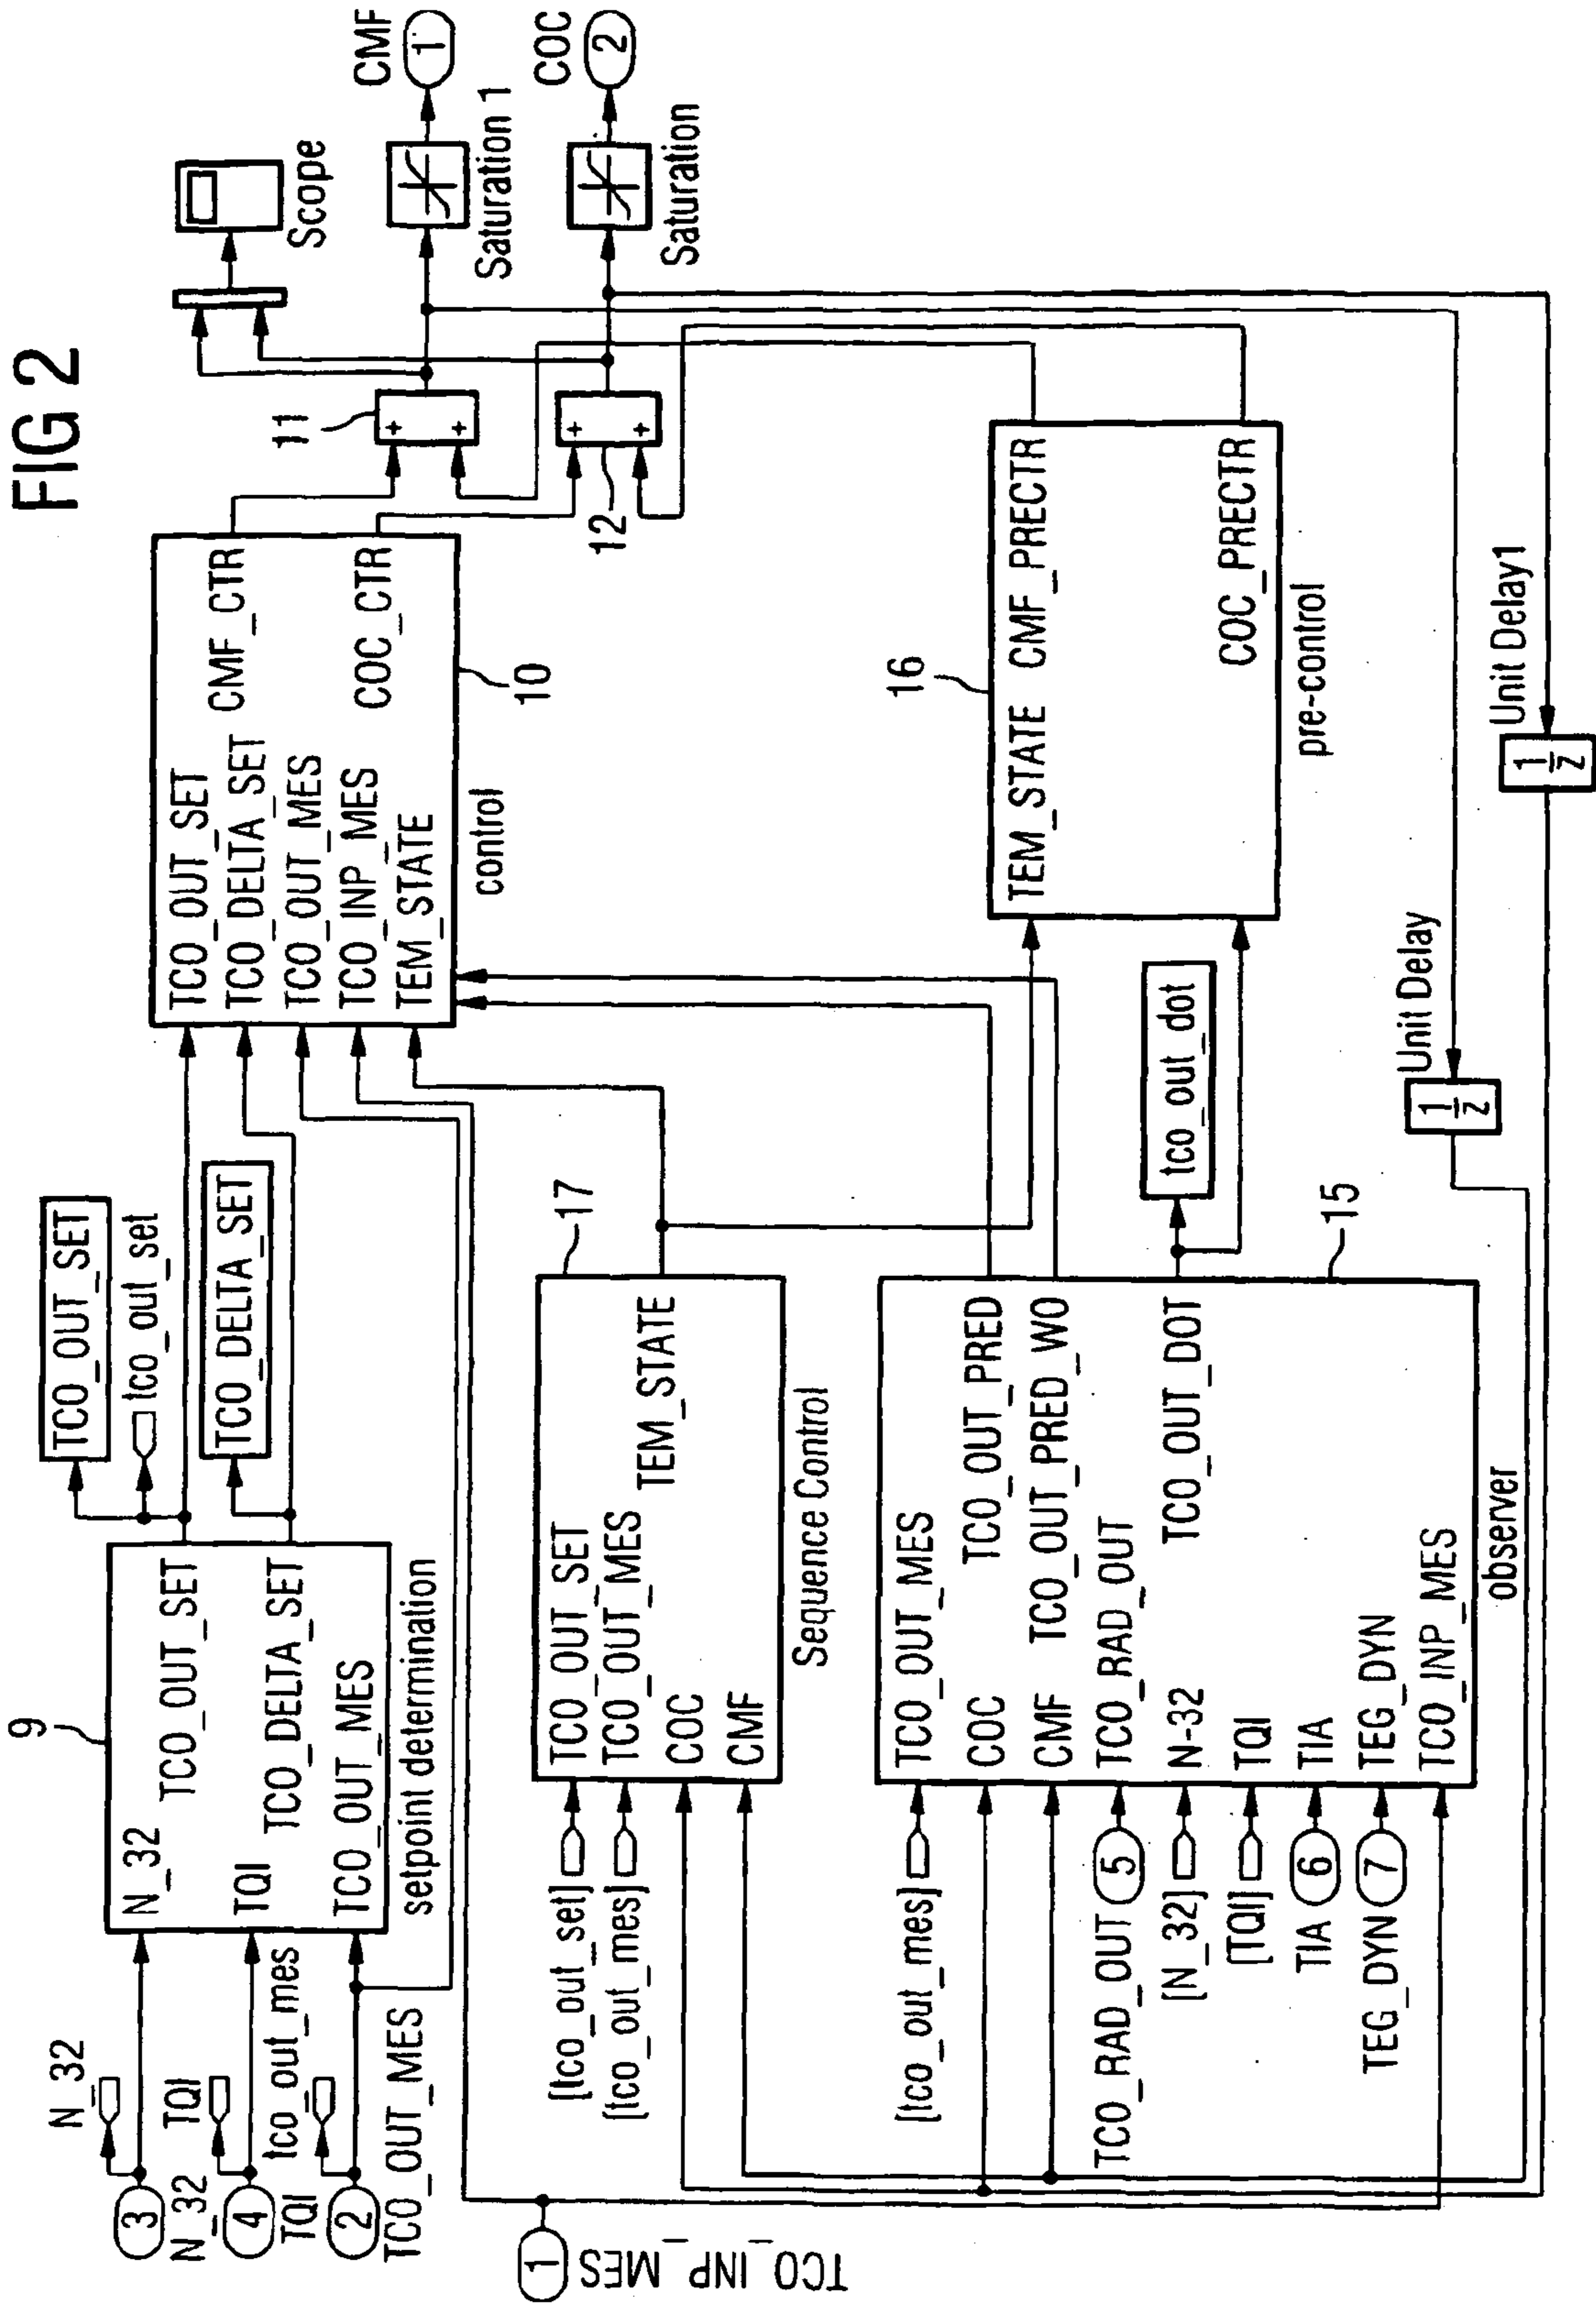 FIG 2
3
N_32
N_32
4
TQI
TQI
2
tco_out_mes
TCO_OUT_MES
1
TCO_INP_MES
9
N_32
TCO_OUT_SET
TQI
TCO_DELTA_SET
TCO_OUT_MES
setpoint determination
TCO_OUT_SET
tco_out_set
TCO_DELTA_SET
TCO_OUT_SET
TCO_DELTA_SET
CMF_CTR
TCO_OUT_MES
TCO_INP_MES
COC_CTR
TEM_STATE
control
10
11
+
+
12
+
+
Scope
CMF
1
Saturation 1
COC
2
Saturation
[tco_out_set]
[tco_out_mes]
17
TCO_OUT_SET
TCO_OUT_MES
TEM_STATE
COC
CMF
Sequence Control
[tco_out_mes]
TCO_RAD_OUT
5
[N_32]
[TQI]
TIA
6
TEG_DYN
7
TCO_OUT_MES
COC
TCO_OUT_PRED
CMF
TCO_OUT_PRED_WO
TCO_RAD_OUT
N-32
TCO_OUT_DOT
TQI
TIA
TEG_DYN
TCO_INP_MES
observer
15
tco_out_dot
16
TEM_STATE CMF_PRECTR
COC_PRECTR
pre-control
Unit Delay
1
z
Unit Delay1
1
z